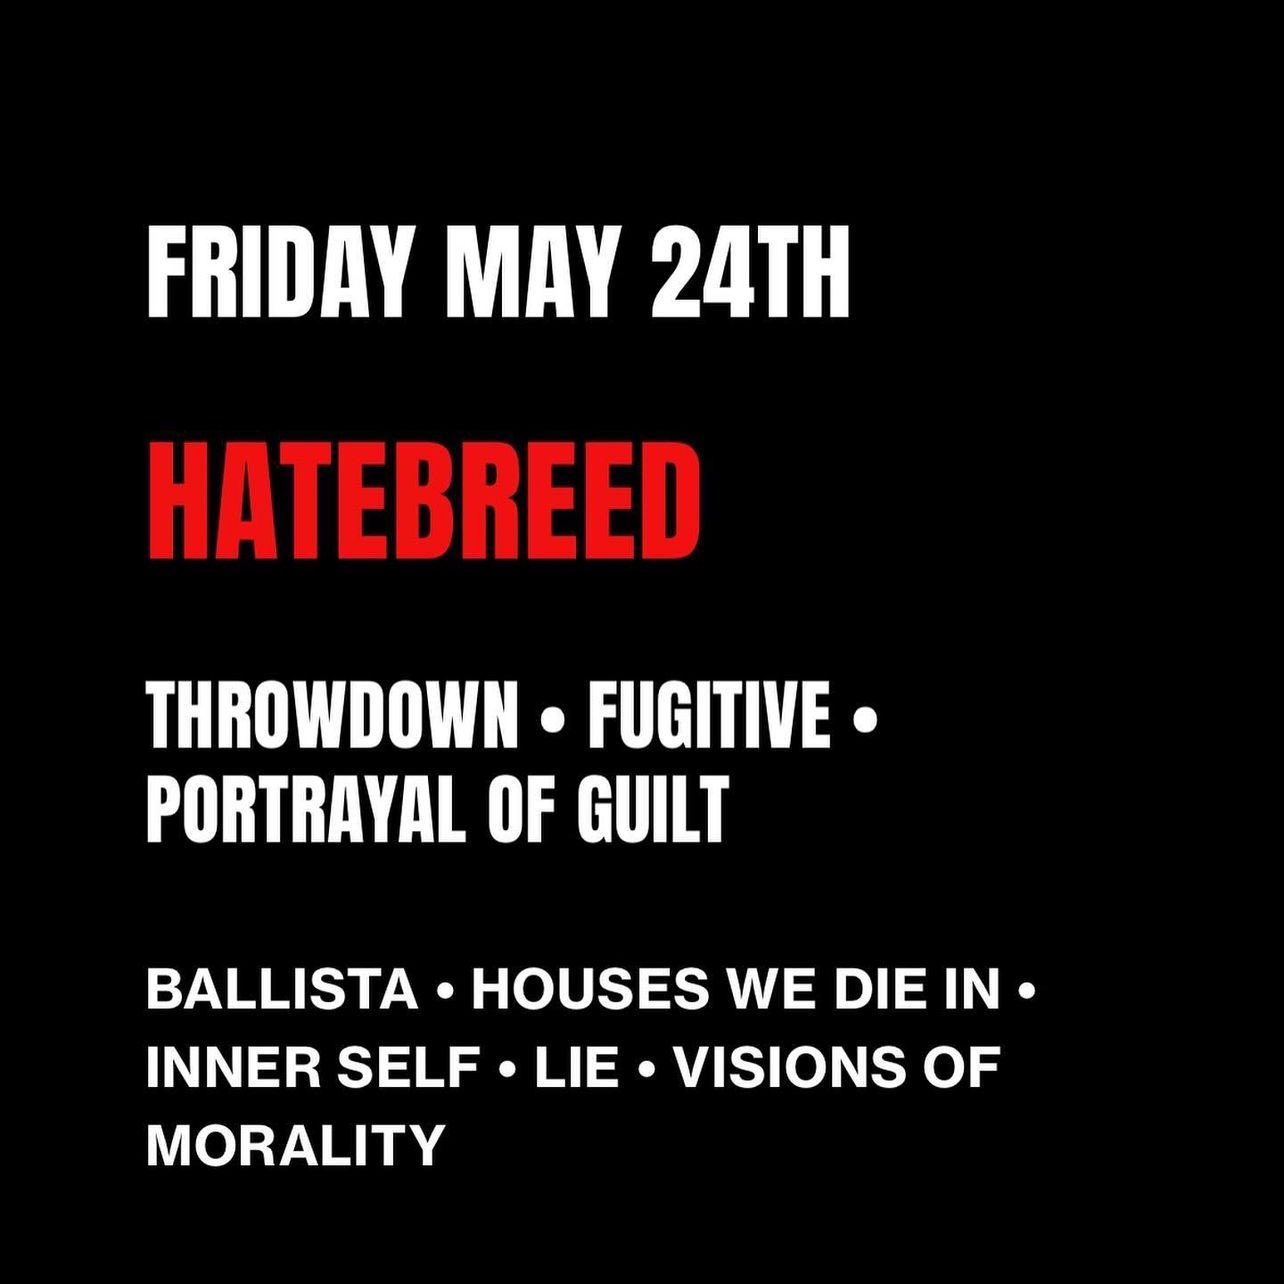 FRIDAY MAY 24TH
HATEBREED
THROWDOWN • FUGITIVE •
PORTRAYAL OF GUILT
BALLISTA • HOUSES WE DIE IN •
INNER SELF • LIE • VISIONS OF
MORALITY